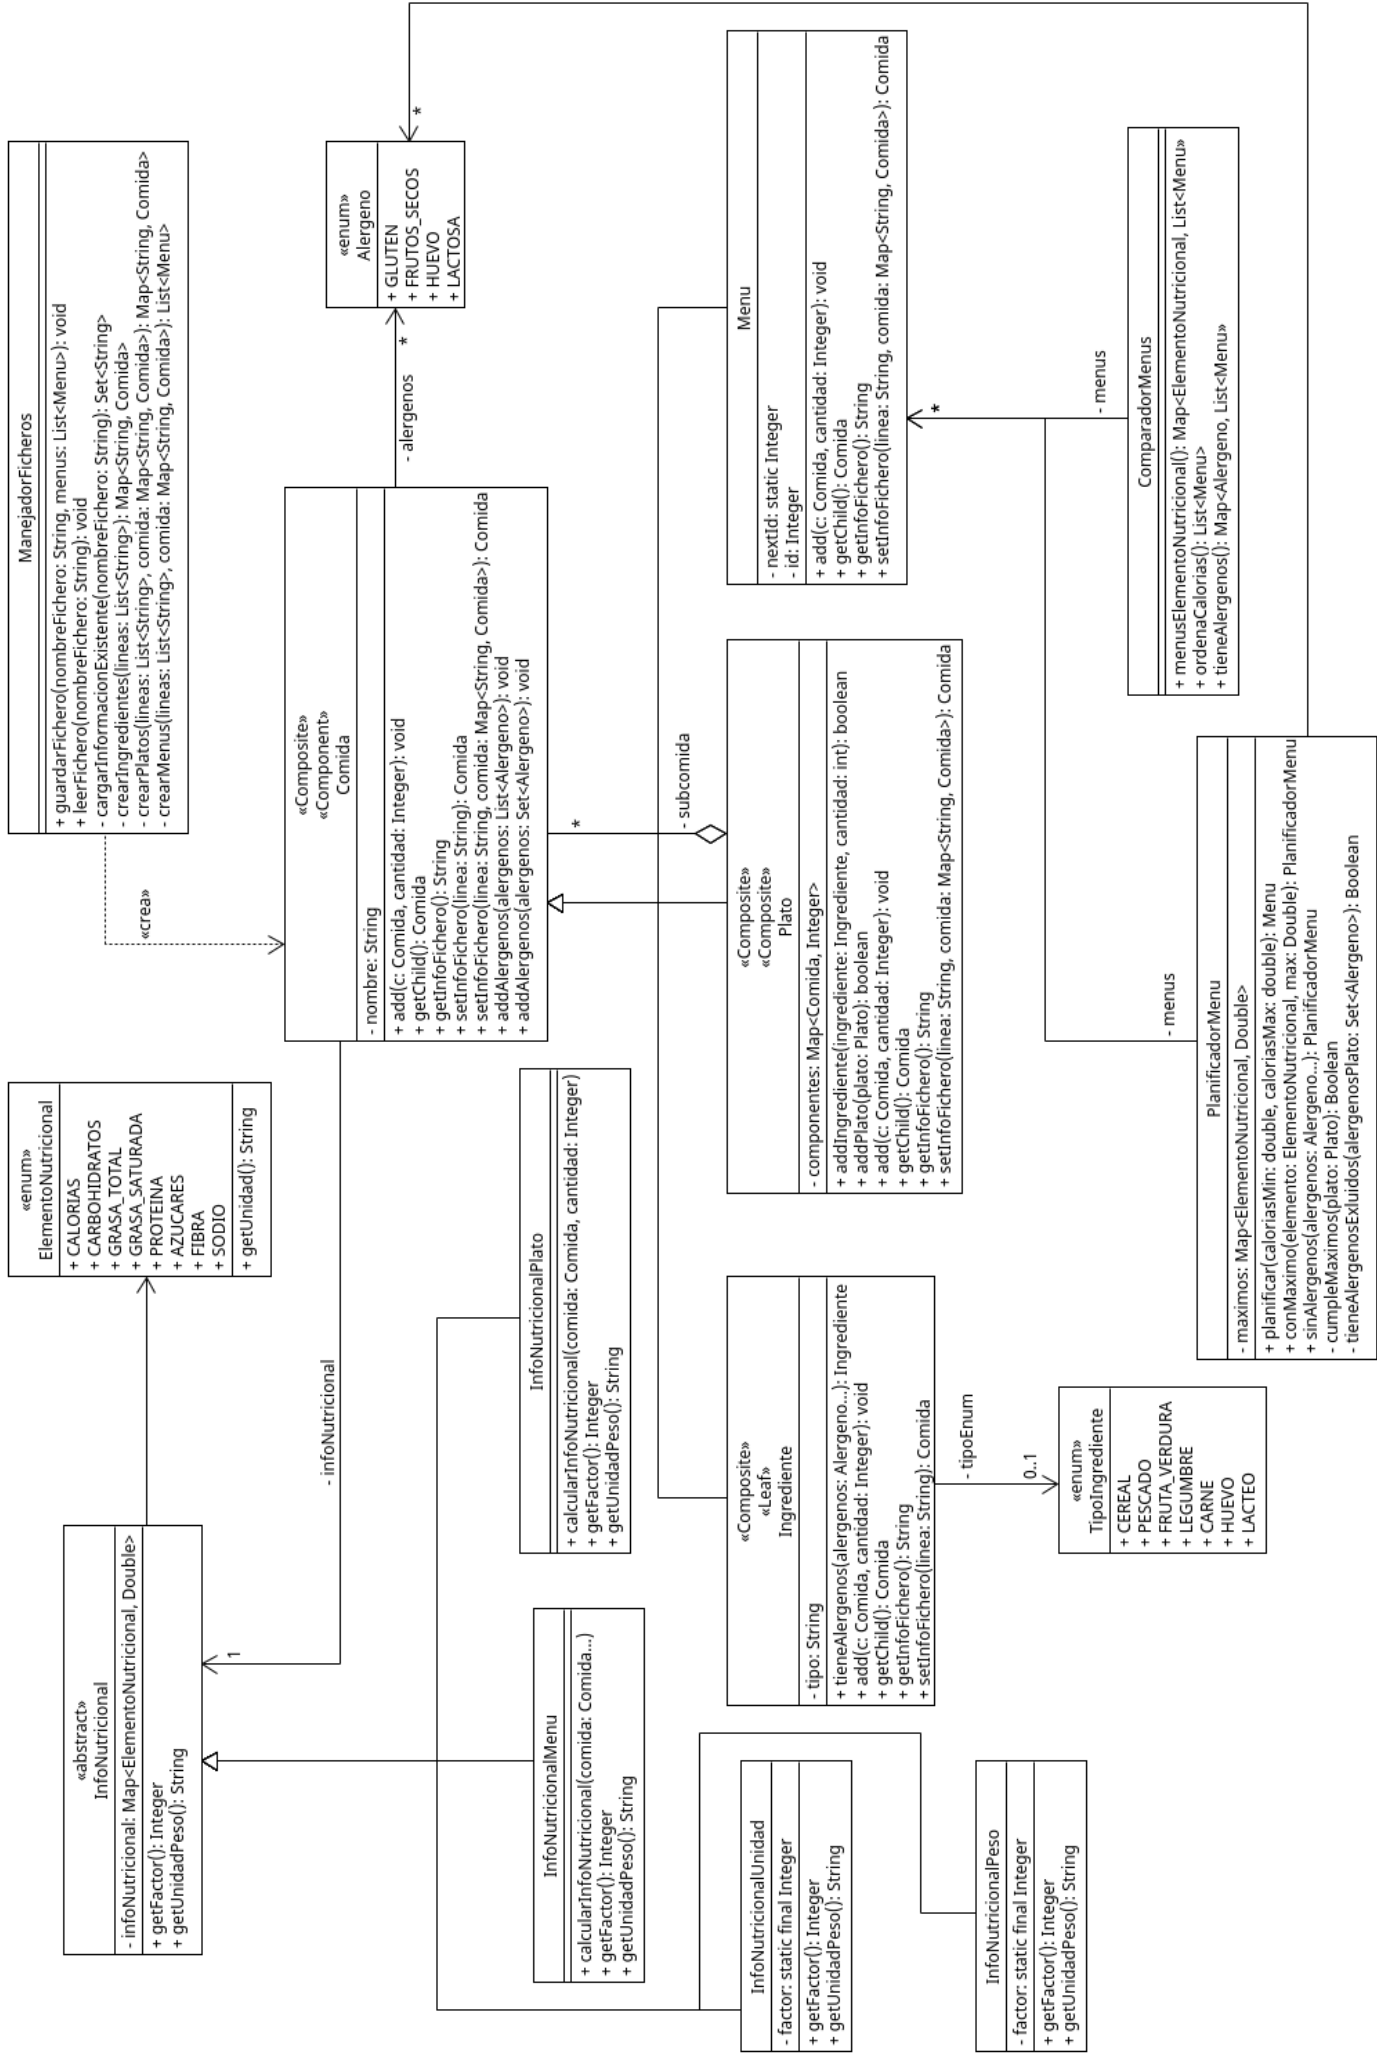 «abstract»
InfoNutricional
- infoNutricional: Map<ElementoNutricional, Double>
+ getFactor(): Integer
+ getUnidadPeso(): String
«enum»
ElementoNutricional
+ CALORIAS
+ CARBOHIDRATOS
+ GRASA_TOTAL
+ GRASA_SATURADA
+ PROTEINA
+ AZUCARES
+ FIBRA
+ SODIO
+ getUnidad(): String
ManejadorFicheros
+ guardarFichero(nombreFichero: String, menus: List<Menu>): void
+ leerFichero(nombreFichero: String): void
- cargarInformacionExistente(nombreFichero: String): Set<String>
- crearIngredientes(lineas: List<String>): Map<String, Comida>
- crearPlatos(lineas: List<String>, comida: Map<String, Comida>): Map<String, Comida>
- crearMenus(lineas: List<String>, comida: Map<String, Comida>): List<Menu>
«crea»
1
- infoNutricional
«Composite»
«Component»
Comida
- nombre: String
+ add(c: Comida, cantidad: Integer): void
+ getChild(): Comida
+ getInfoFichero(): String
+ setInfoFichero(linea: String): Comida
+ setInfoFichero(linea: String, comida: Map<String, Comida>): Comida
+ addAlergenos(alergenos: List<Alergeno>): void
+ addAlergenos(alergenos: Set<Alergeno>): void
- alergenos
*
«enum»
Alergeno
+ GLUTEN
+ FRUTOS_SECOS
+ HUEVO
+ LACTOSA
*
InfoNutricionalMenu
+ calcularInfoNutricional(comida: Comida...)
+ getFactor(): Integer
+ getUnidadPeso(): String
InfoNutricionalPlato
+ calcularInfoNutricional(comida: Comida, cantidad: Integer)
+ getFactor(): Integer
+ getUnidadPeso(): String
*
- subcomida
InfoNutricionalUnidad
- factor: static final Integer
+ getFactor(): Integer
+ getUnidadPeso(): String
«Composite»
«Leaf»
Ingrediente
- tipo: String
+ tieneAlergenos(alergenos: Alergeno...): Ingrediente
+ add(c: Comida, cantidad: Integer): void
+ getChild(): Comida
+ getInfoFichero(): String
+ setInfoFichero(linea: String): Comida
«Composite»
«Composite»
Plato
- componentes: Map<Comida, Integer>
+ addIngrediente(ingrediente: Ingrediente, cantidad: int): boolean
+ addPlato(plato: Plato): boolean
+ add(c: Comida, cantidad: Integer): void
+ getChild(): Comida
+ getInfoFichero(): String
+ setInfoFichero(linea: String, comida: Map<String, Comida>): Comida
Menu
- nextId: static Integer
- id: Integer
+ add(c: Comida, cantidad: Integer): void
+ getChild(): Comida
+ getInfoFichero(): String
+ setInfoFichero(linea: String, comida: Map<String, Comida>): Comida
*
InfoNutricionalPeso
- factor: static final Integer
+ getFactor(): Integer
+ getUnidadPeso(): String
- tipoEnum
0..1
«enum»
TipoIngrediente
+ CEREAL
+ PESCADO
+ FRUTA_VERDURA
+ LEGUMBRE
+ CARNE
+ HUEVO
+ LACTEO
- menus
- menus
ComparadorMenus
+ menusElementoNutricional(): Map<ElementoNutricional, List<Menu»
+ ordenaCalorias(): List<Menu>
+ tieneAlergenos(): Map<Alergeno, List<Menu»
PlanificadorMenu
- maximos: Map<ElementoNutricional, Double>
+ planificar(caloriasMin: double, caloriasMax: double): Menu
+ conMaximo(elemento: ElementoNutricional, max: Double): PlanificadorMenu
+ sinAlergenos(alergenos: Alergeno...): PlanificadorMenu
- cumpleMaximos(plato: Plato): Boolean
- tieneAlergenosExluidos(alergenosPlato: Set<Alergeno>): Boolean